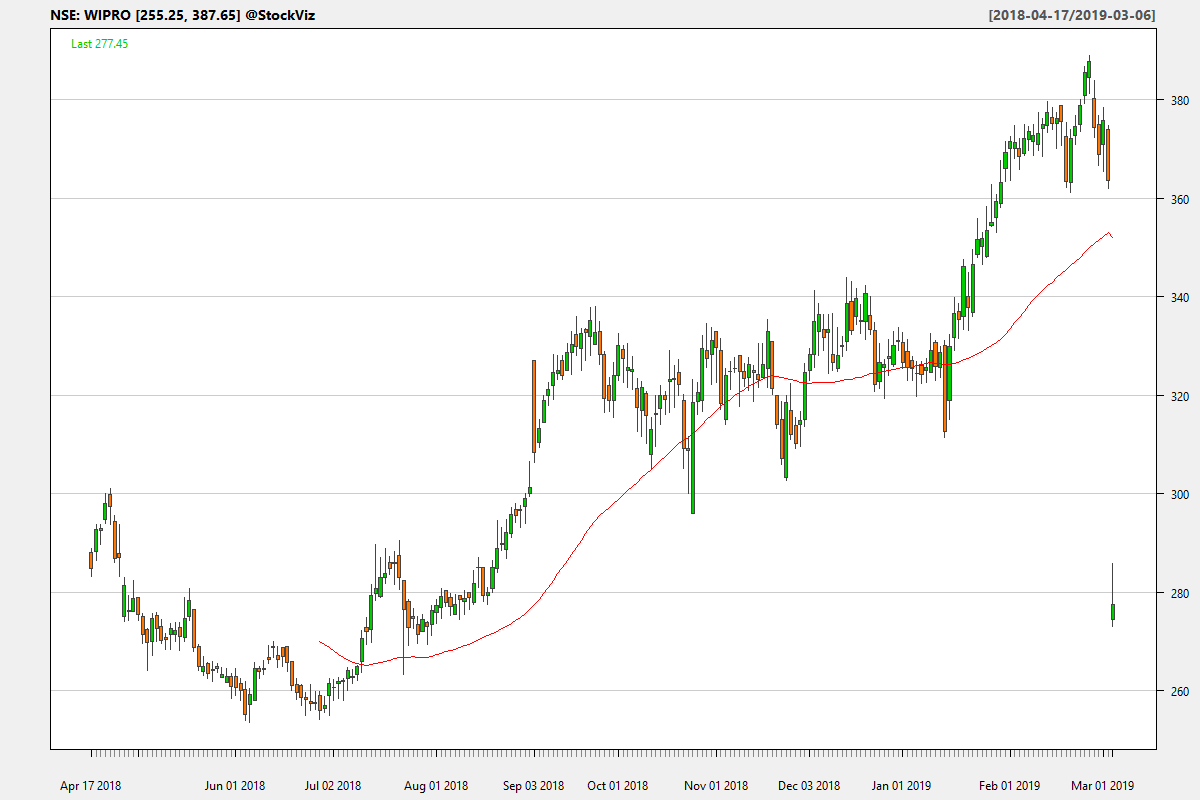 NSE: WIPRO [255.25, 387.65] @StockViz
[2018-04-17/2019-03-06]
Last 277.45
380
360
340
320
300
280
260
Apr 17 2018
Jun 01 2018
Jul 02 2018
Aug 01 2018
Sep 03 2018
Oct 01 2018
Nov 01 2018
Dec 03 2018
Jan 01 2019
Feb 01 2019
Mar 01 2019